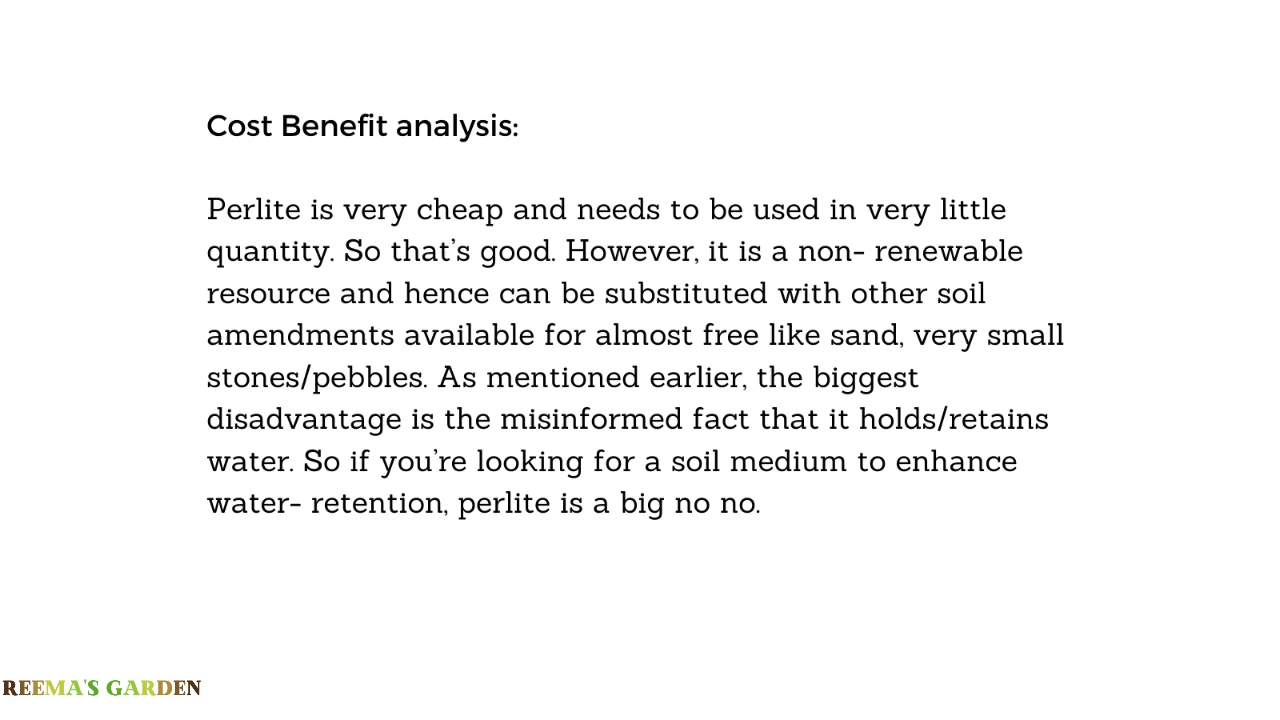 Cost Benefit analysis:
Perlite is very cheap and needs to be used in very little
quantity. So that's good. However, it is a non- renewable
resource and hence can be substituted with other soil
amendments available for almost free like sand, very small
stones/pebbles. As mentioned earlier, the biggest
disadvantage is the misinformed fact that it holds/retains
water. So if you're looking for a soil medium to enhance
water- retention, perlite is a big no no.
REEMA'S GARDEN